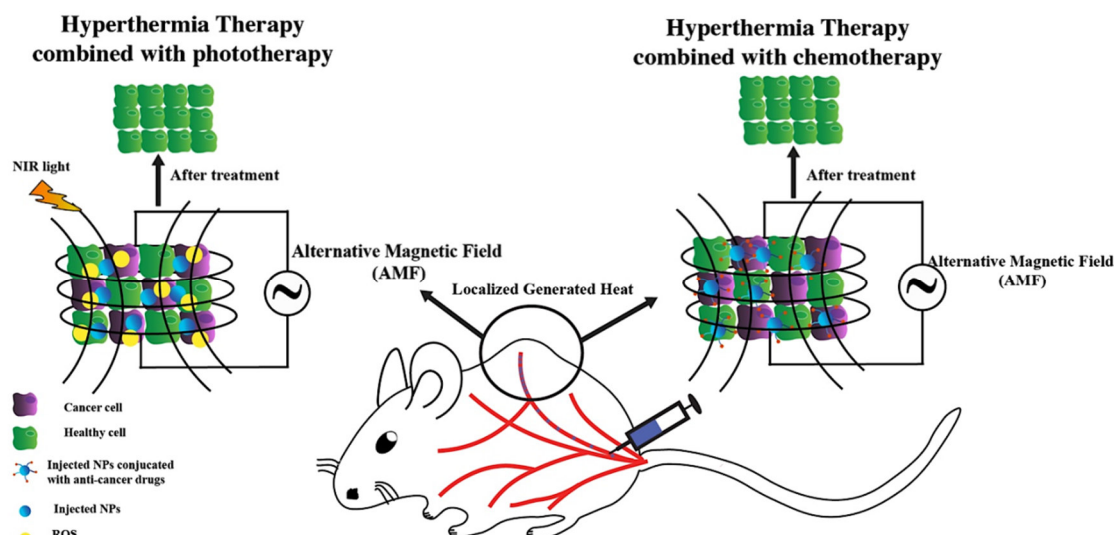 Hyperthermia Therapy
combined with phototherapy
Hyperthermia Therapy
combined with chemotherapy
NIR light
After treatment
After treatment
Alternative Magnetic Field
(AMF)
Localized Generated Heat
Alternative Magnetic Field
(AMF)
Cancer cell
Healthy cell
Injected NPs conjucated
with anti-cancer drugs
Injected NPs
ROS